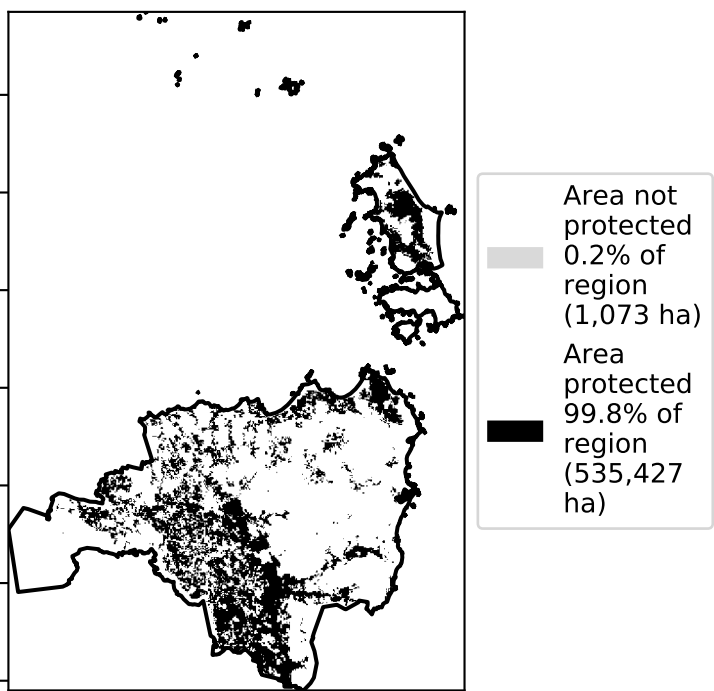 Area not
protected
0.2% of
region
(1,073 ha)
Area
protected
99.8% of
region
(535,427
ha)